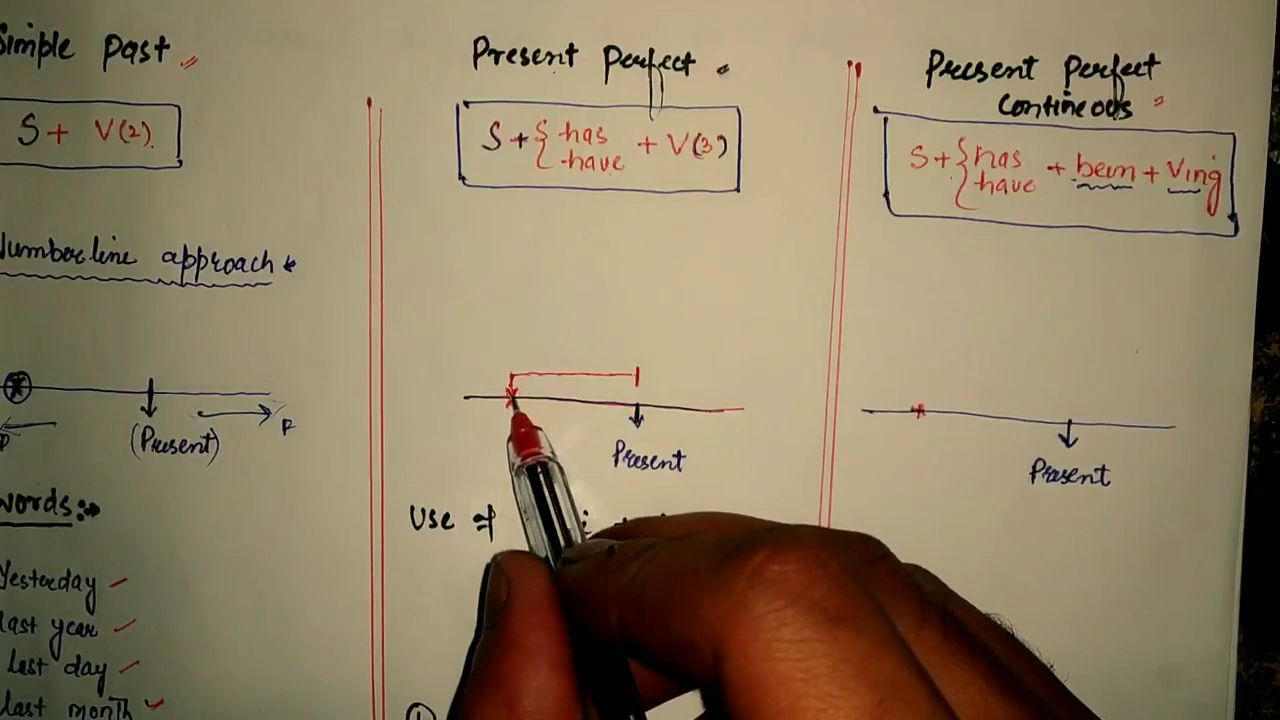 Simple past
S + V(2).
Numberline approach
(Present)
F
P
words:
Yesterday
last year
last day
last month
Present perfect
S + { has
have + V(3)
Present
Use of
Present perfect
Contineous
S + { has
have + been + Ving
Present